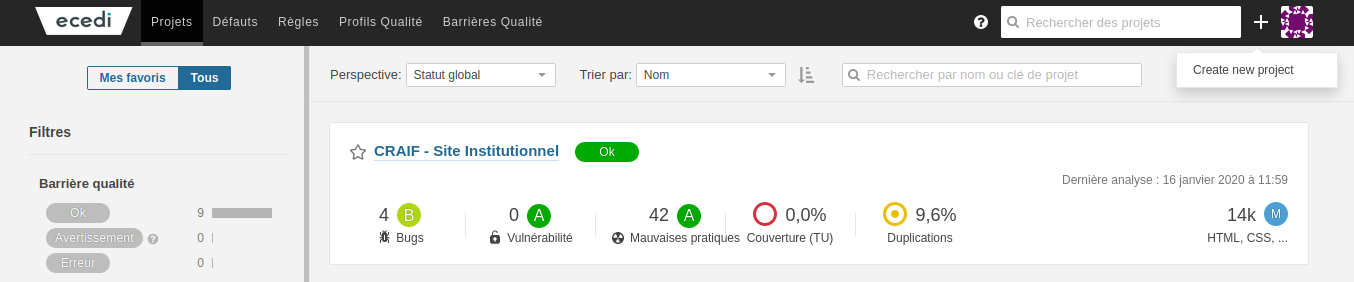 ecedi Projets Défauts Règles Profils Qualité Barrières Qualité ? Rechercher des projets +
Create new project
Mes favoris Tous
Perspective: Statut global Trier par: Nom Rechercher par nom ou clé de projet
Filtres
CRAIF - Site Institutionnel Ok
Dernière analyse : 16 janvier 2020 à 11:59
Barrière qualité
Ok 9
Avertissement ? 0
Erreur 0
4 B 0 A 42 A 0,0% 9,6% 14k M
Bugs Vulnérabilité Mauvaises pratiques Couverture (TU) Duplications HTML, CSS, ...